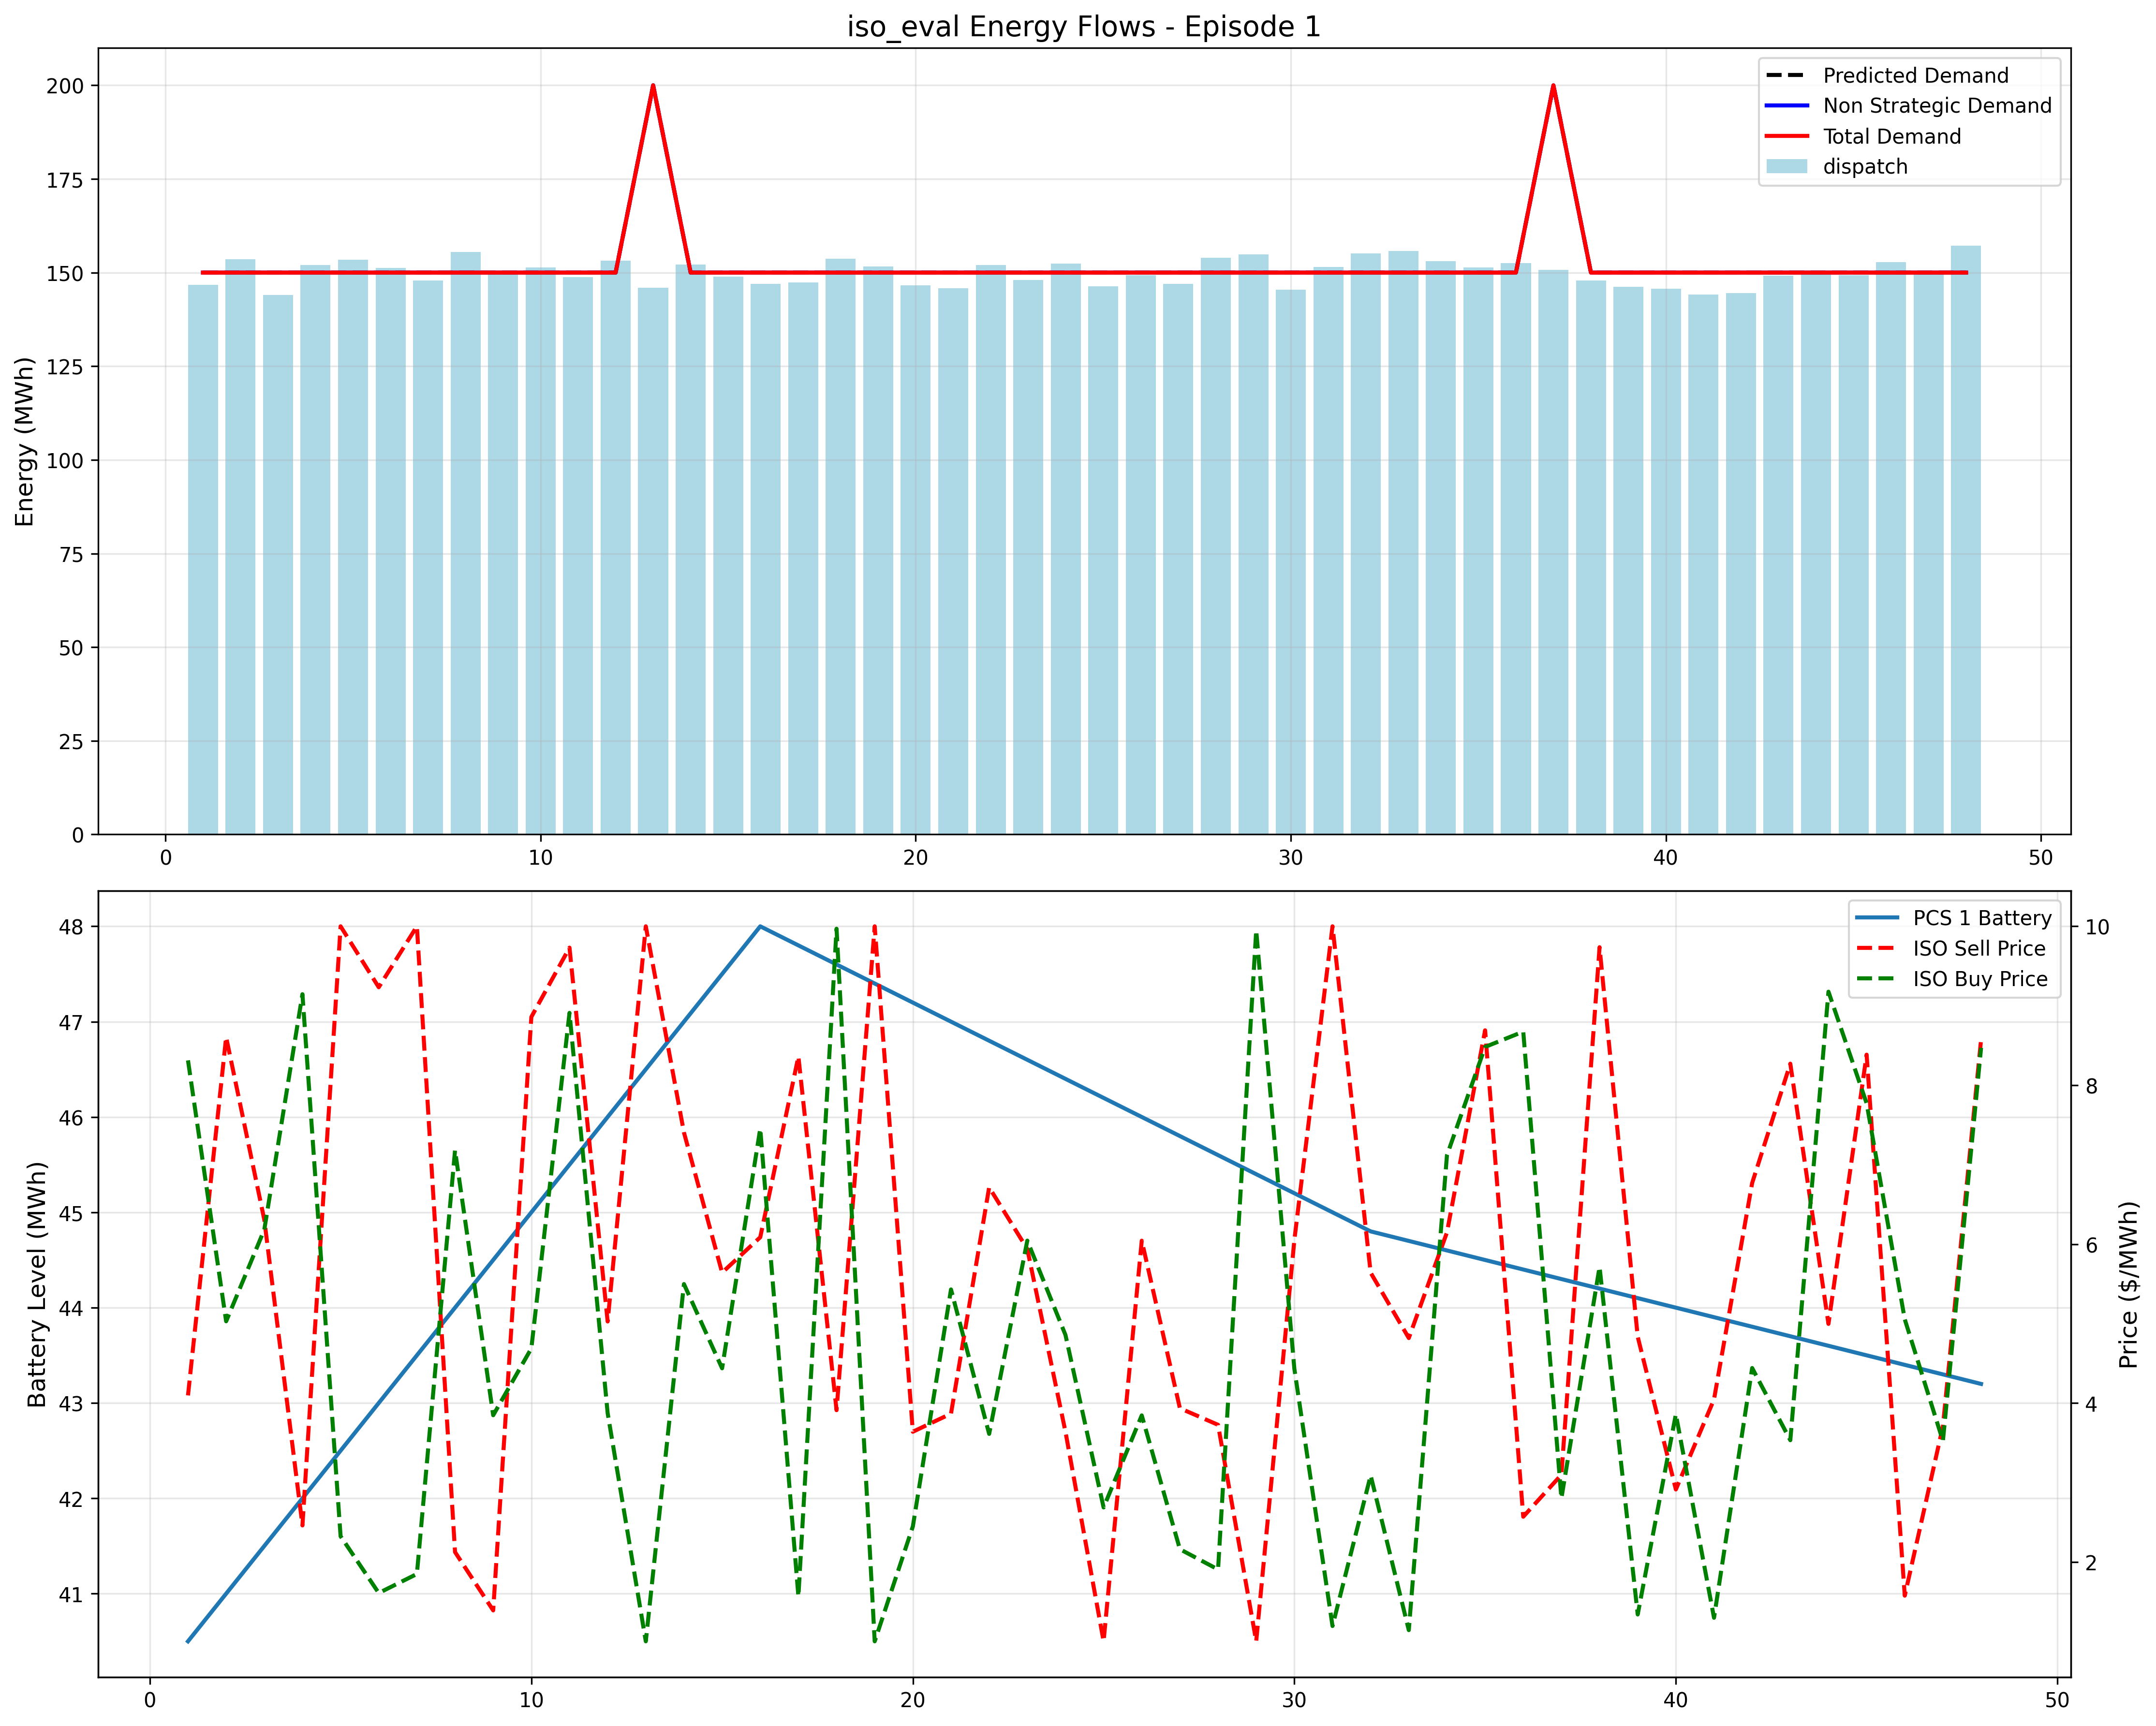 iso_eval Energy Flows - Episode 1
Energy (MWh)
200
175
150
125
100
75
50
25
0
0 10 20 30 40 50
Predicted Demand
Non Strategic Demand
Total Demand
dispatch
Battery Level (MWh)
48
47
46
45
44
43
42
41
0 10 20 30 40 50
PCS 1 Battery
ISO Sell Price
ISO Buy Price
10
8
6
4
2
Price ($/MWh)